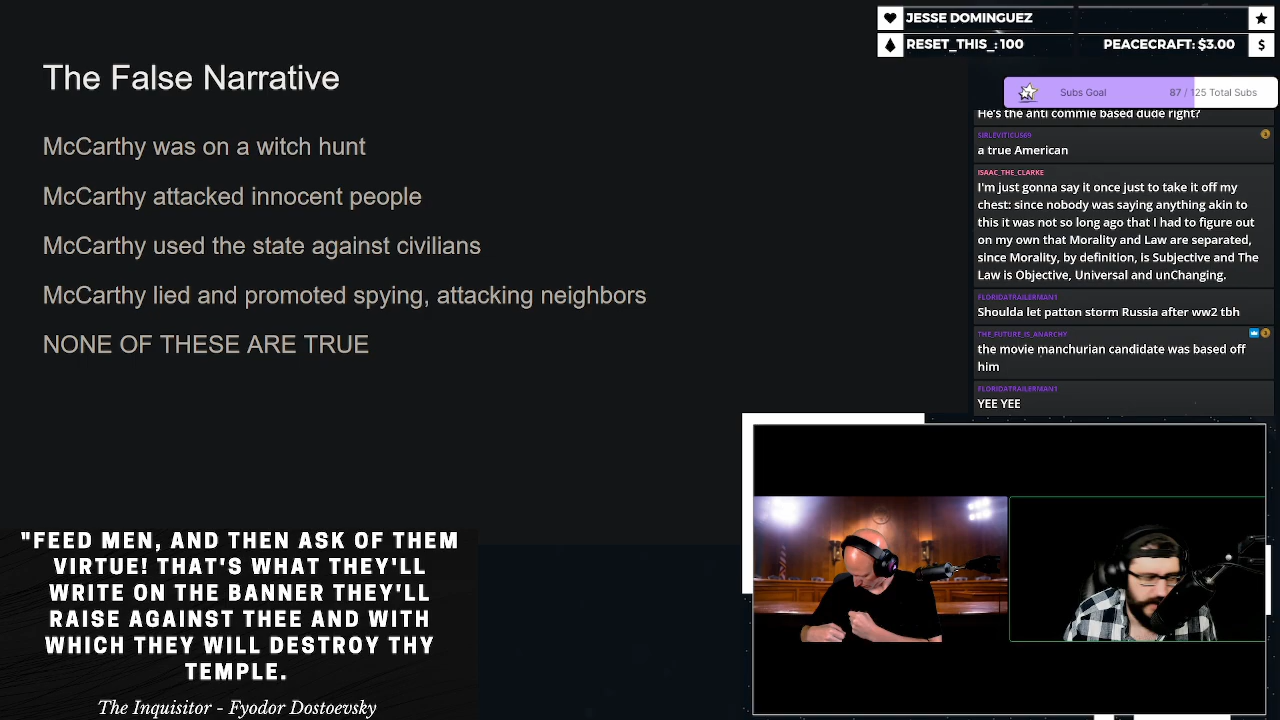 The False Narrative
McCarthy was on a witch hunt
McCarthy attacked innocent people
McCarthy used the state against civilians
McCarthy lied and promoted spying, attacking neighbors
NONE OF THESE ARE TRUE
"FEED MEN, AND THEN ASK OF THEM
VIRTUE! THAT'S WHAT THEY'LL
WRITE ON THE BANNER THEY'LL
RAISE AGAINST THEE AND WITH
WHICH THEY WILL DESTROY THY
TEMPLE.
The Inquisitor - Fyodor Dostoevsky
JESSE DOMINGUEZ
RESET_THIS_: 100
PEACECRAFT: $3.00
$
Subs Goal
87 / 125 Total Subs
He's the anti commie based dude right?
SIRLEVITICUS69
a true American
ISAAC_THE_CLARKE
I'm just gonna say it once just to take it off my
chest: since nobody was saying anything akin to
this it was not so long ago that I had to figure out
on my own that Morality and Law are separated,
since Morality, by definition, is Subjective and The
Law is Objective, Universal and unChanging.
FLORIDATRAILERMAN1
Shoulda let patton storm Russia after ww2 tbh
THE_FUTURE_IS_ANARCHY
the movie manchurian candidate was based off
him
FLORIDATRAILERMAN1
YEE YEE